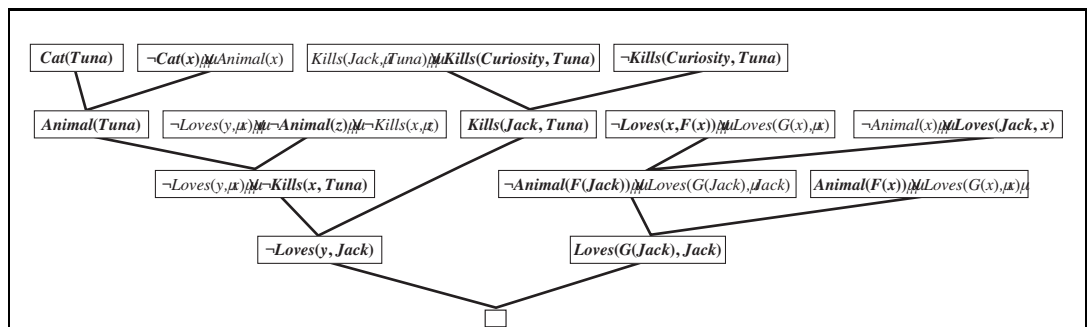 Cat(Tuna) ¬Cat(x) ∨ Animal(x) Kills(Jack, Tuna) ∨ Kills(Curiosity, Tuna) ¬Kills(Curiosity, Tuna)
Animal(Tuna) ¬Loves(y, x) ∨ ¬Animal(z) ∨ ¬Kills(x, z) Kills(Jack, Tuna) ¬Loves(x, F(x)) ∨ Loves(G(x), x) ¬Animal(x) ∨ Loves(Jack, x)
¬Loves(y, x) ∨ ¬Kills(x, Tuna) ¬Animal(F(Jack)) ∨ Loves(G(Jack), Jack) Animal(F(x)) ∨ Loves(G(x), x)
¬Loves(y, Jack) Loves(G(Jack), Jack)